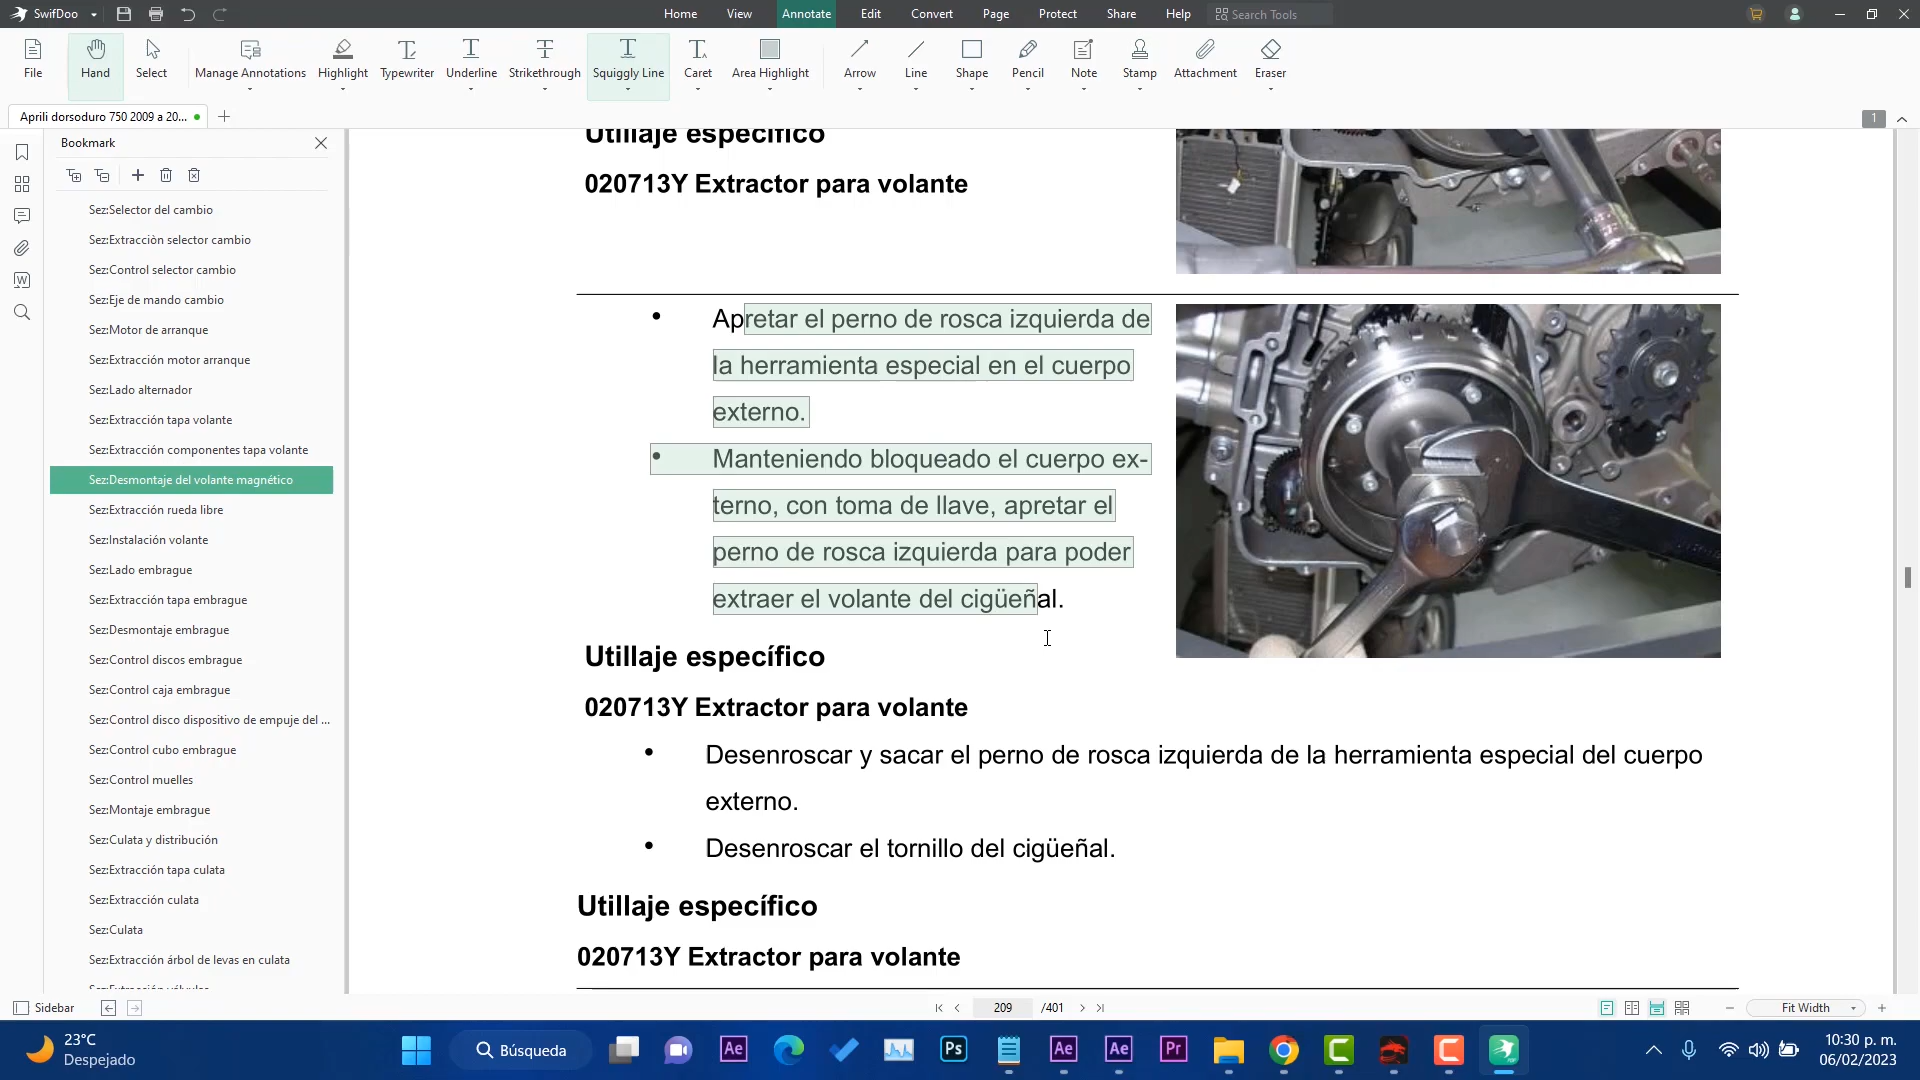 SwifDoo
Home View Annotate Edit Convert Page Protect Share Help Search Tools
File Hand Select Manage Annotations Highlight Typewriter Underline Strikethrough Squiggly Line Caret Area Highlight Arrow Line Shape Pencil Note Stamp Attachment Eraser
Aprili dorsoduro 750 2009 a 20...
1
Bookmark
Sez:Selector del cambio
Sez:Extracciòn selector cambio
Sez:Control selector cambio
Sez:Eje de mando cambio
Sez:Motor de arranque
Sez:Extracción motor arranque
Sez:Lado alternador
Sez:Extracción tapa volante
Sez:Extracción componentes tapa volante
Sez:Desmontaje del volante magnético
Sez:Extracción rueda libre
Sez:Instalación volante
Sez:Lado embrague
Sez:Extracción tapa embrague
Sez:Desmontaje embrague
Sez:Control discos embrague
Sez:Control caja embrague
Sez:Control disco dispositivo de empuje del ...
Sez:Control cubo embrague
Sez:Control muelles
Sez:Montaje embrague
Sez:Culata y distribución
Sez:Extracción tapa culata
Sez:Extracción culata
Sez:Culata
Sez:Extracción árbol de levas en culata
Sez:Extracción válvulas
Utillaje específico
020713Y Extractor para volante
• Apretar el perno de rosca izquierda de
la herramienta especial en el cuerpo
externo.
• Manteniendo bloqueado el cuerpo ex-
terno, con toma de llave, apretar el
perno de rosca izquierda para poder
extraer el volante del cigüeñal.
Utillaje específico
020713Y Extractor para volante
• Desenroscar y sacar el perno de rosca izquierda de la herramienta especial del cuerpo
externo.
• Desenroscar el tornillo del cigüeñal.
Utillaje específico
020713Y Extractor para volante
Sidebar
209 /401
Fit Width
23°C
Despejado
Búsqueda
Ae Ps Ae Ae Pr
10:30 p. m.
06/02/2023